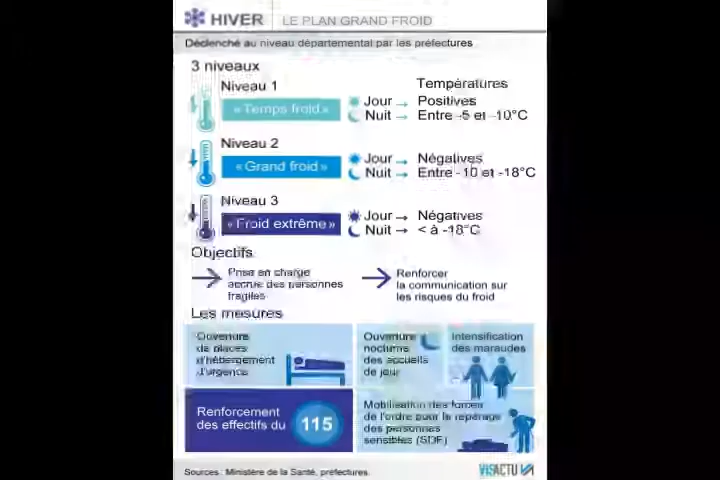 HIVER LE PLAN GRAND FROID
Déclenché au niveau départemental par les préfectures
3 niveaux
Températures
Niveau 1
« Temps froid »
Jour → Positives
Nuit → Entre -5 et -10°C
Niveau 2
« Grand froid »
Jour → Négatives
Nuit → Entre -10 et -18°C
Niveau 3
« Froid extrême »
Jour → Négatives
Nuit → < à -18°C
Objectifs
Prise en charge
accrue des personnes
fragiles
Renforcer
la communication sur
les risques du froid
Les mesures
Ouverture
de places
d'hébergement
d'urgence
Ouverture
nocturne
des accueils
de jour
Intensification
des maraudes
Renforcement
des effectifs du
115
Mobilisation des forces
de l'ordre pour le repérage
des personnes
sensibles (SDF)
Sources : Ministère de la Santé, préfectures.
VISACTU